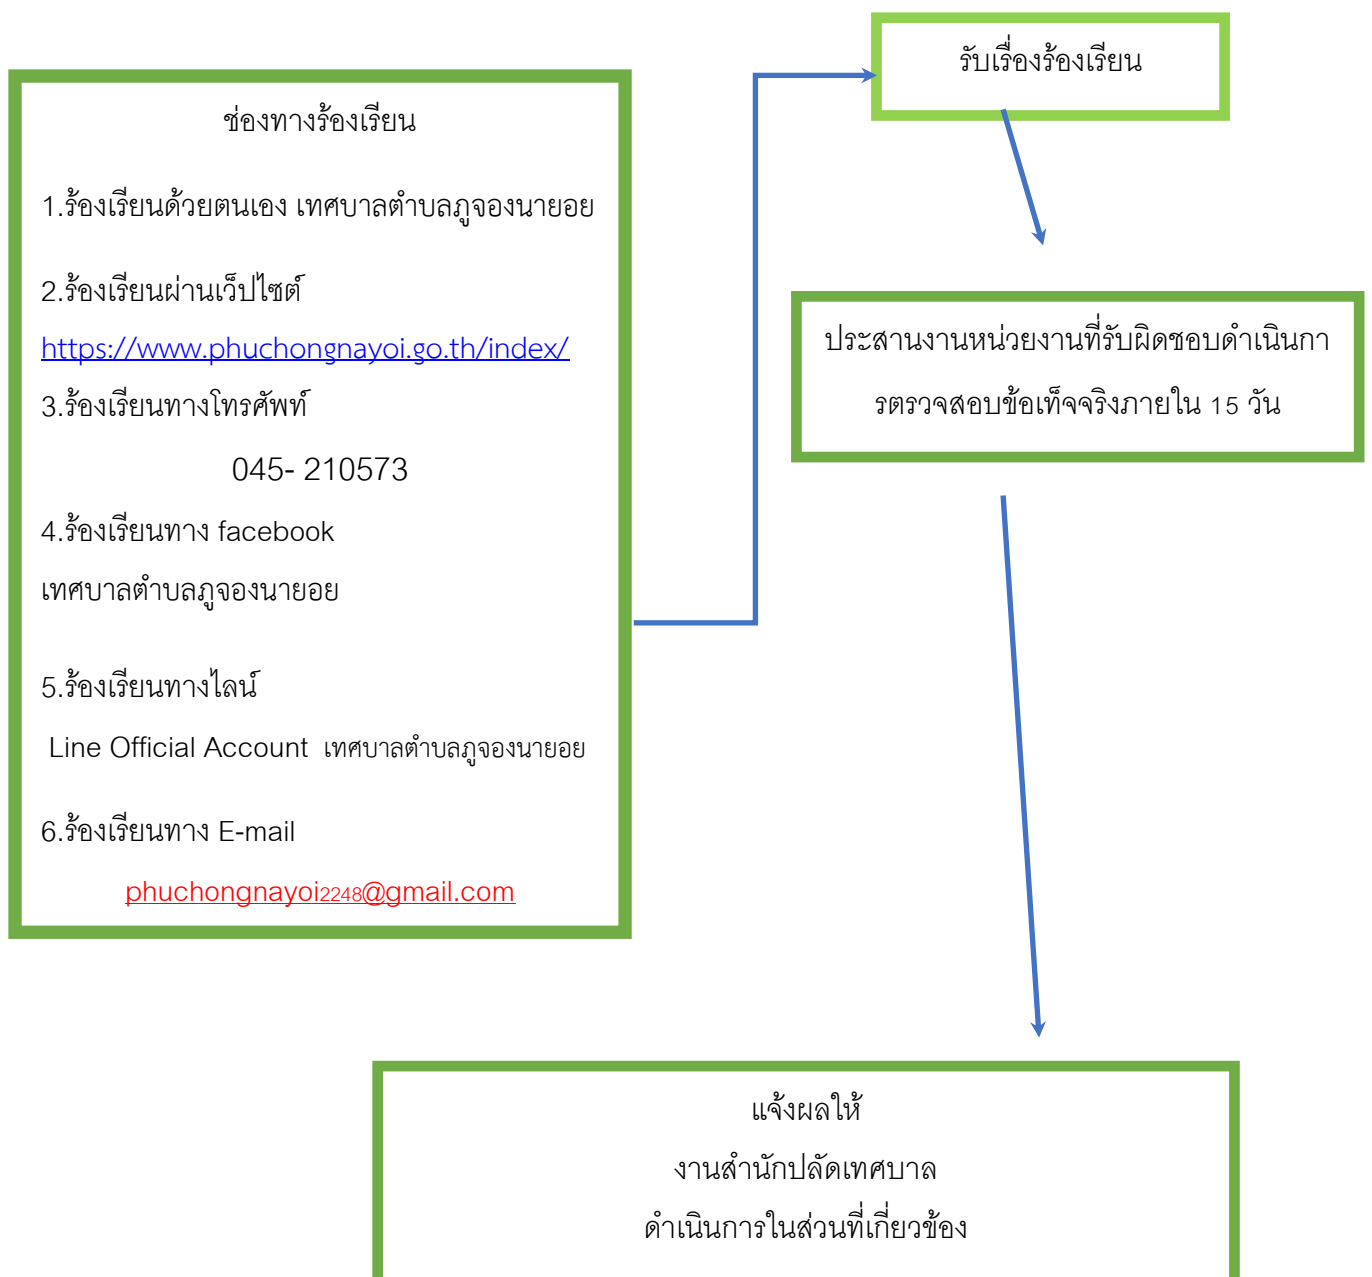 ช่องทางร้องเรียน
1.ร้องเรียนด้วยตนเอง เทศบาลตำบลภูจองนายอย
2.ร้องเรียนผ่านเว็ปไซต์
https://www.phuchongnayoi.go.th/index/
3.ร้องเรียนทางโทรศัพท์
045- 210573
4.ร้องเรียนทาง facebook
เทศบาลตำบลภูจองนายอย
5.ร้องเรียนทางไลน์
Line Official Account เทศบาลตำบลภูจองนายอย
6.ร้องเรียนทาง E-mail
phuchongnayoi2248@gmail.com
รับเรื่องร้องเรียน
ประสานงานหน่วยงานที่รับผิดชอบดำเนินกา
รตรวจสอบข้อเท็จจริงภายใน 15 วัน
แจ้งผลให้
งานสำนักปลัดเทศบาล
ดำเนินการในส่วนที่เกี่ยวข้อง